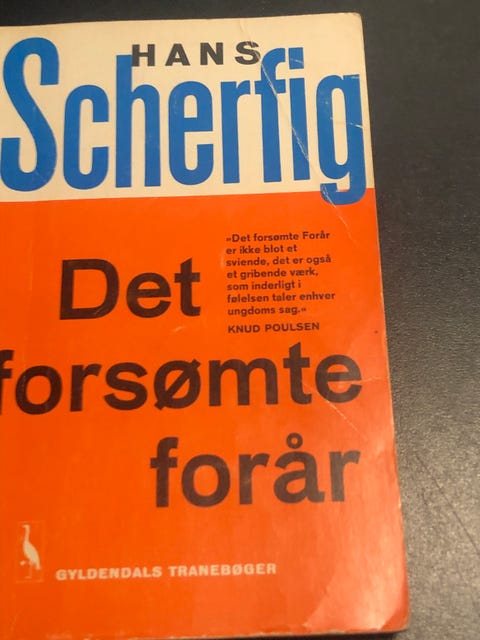 HANS
Scherfig
»Det forsømte Forår
er ikke blot et
sviende, det er også
et gribende værk,
som inderligt i
følelsen taler enhver
ungdoms sag.«
KNUD POULSEN
Det
forsømte
forår
GYLDENDALS TRANEBØGER